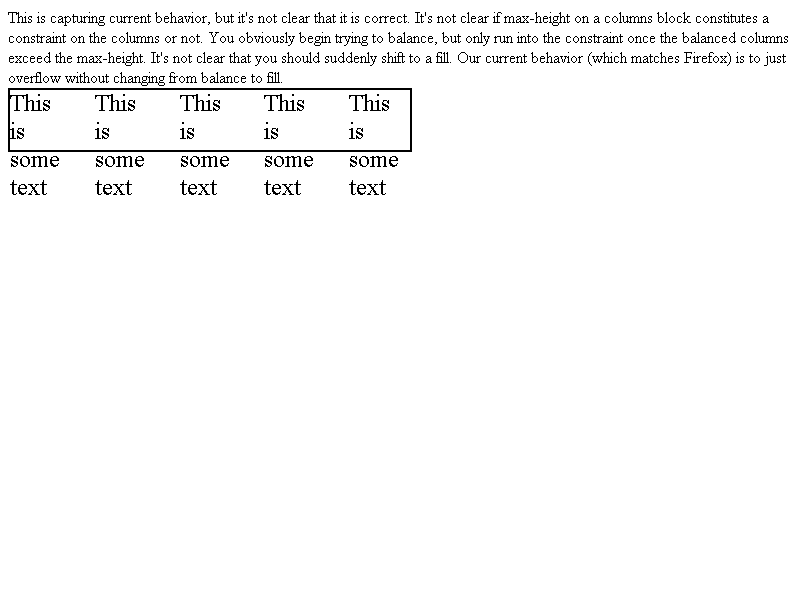 This is capturing current behavior, but it's not clear that it is correct. It's not clear if max-height on a columns block constitutes a
constraint on the columns or not. You obviously begin trying to balance, but only run into the constraint once the balanced columns
exceed the max-height. It's not clear that you should suddenly shift to a fill. Our current behavior (which matches Firefox) is to just
overflow without changing from balance to fill.
This This This This This
is is is is is
some some some some some
text text text text text